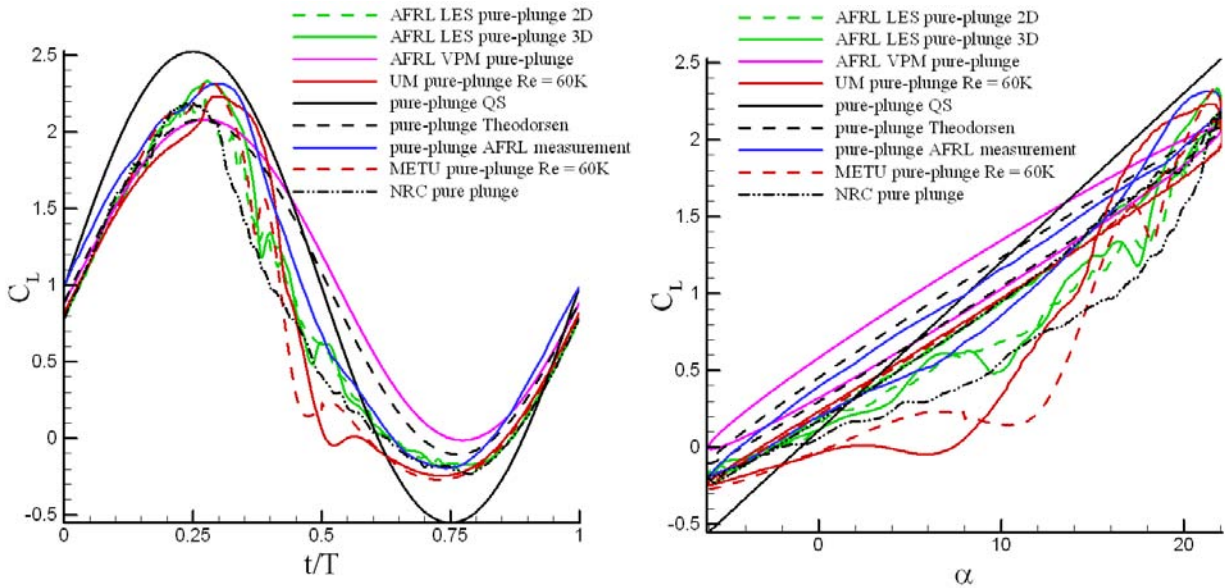 AFRL LES pure-plunge 2D
AFRL LES pure-plunge 3D
AFRL VPM pure-plunge
UM pure-plunge Re = 60K
pure-plunge QS
pure-plunge Theodorsen
pure-plunge AFRL measurement
METU pure-plunge Re = 60K
NRC pure plunge
2.5
2
1.5
1
0.5
0
-0.5
C_L
0
0.25
0.5
0.75
1
t/T
AFRL LES pure-plunge 2D
AFRL LES pure-plunge 3D
AFRL VPM pure-plunge
UM pure-plunge Re = 60K
pure-plunge QS
pure-plunge Theodorsen
pure-plunge AFRL measurement
METU pure-plunge Re = 60K
NRC pure plunge
2.5
2
1.5
1
0.5
0
-0.5
C_L
0
10
20
α